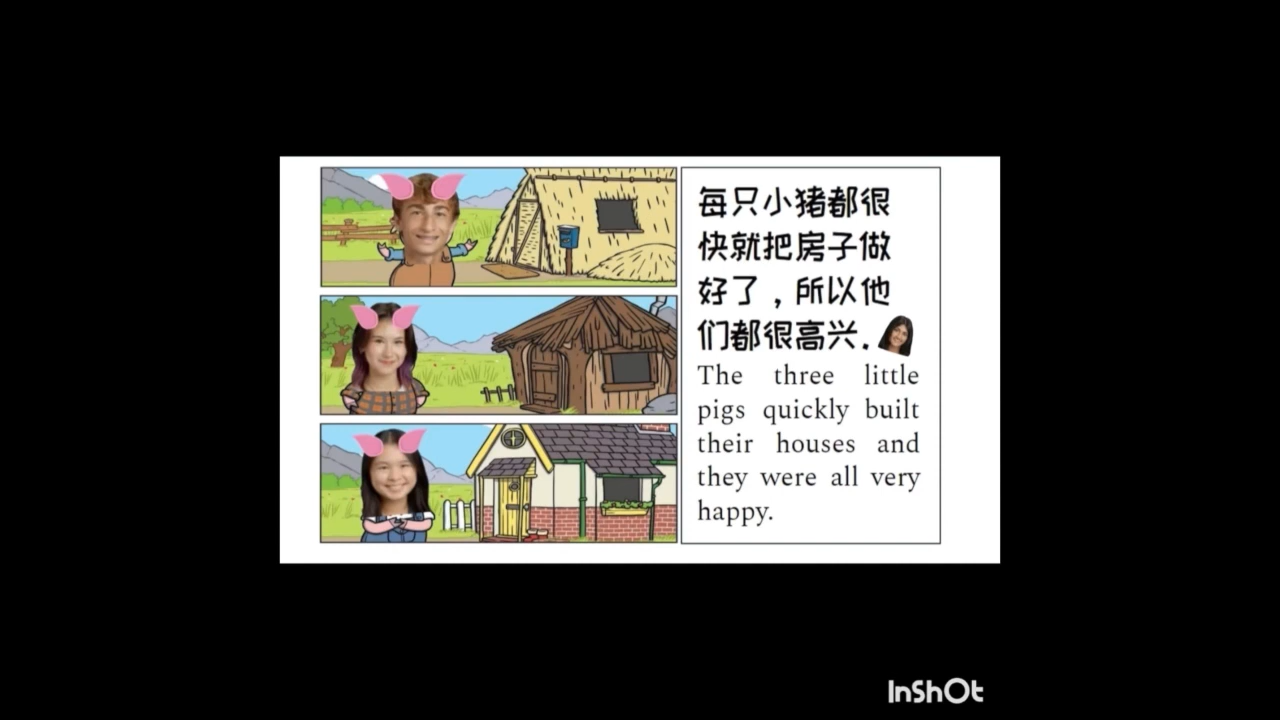 每只小猪都很
快就把房子做
好了，所以他
们都很高兴.
The three little
pigs quickly built
their houses and
they were all very
happy.
InShOt